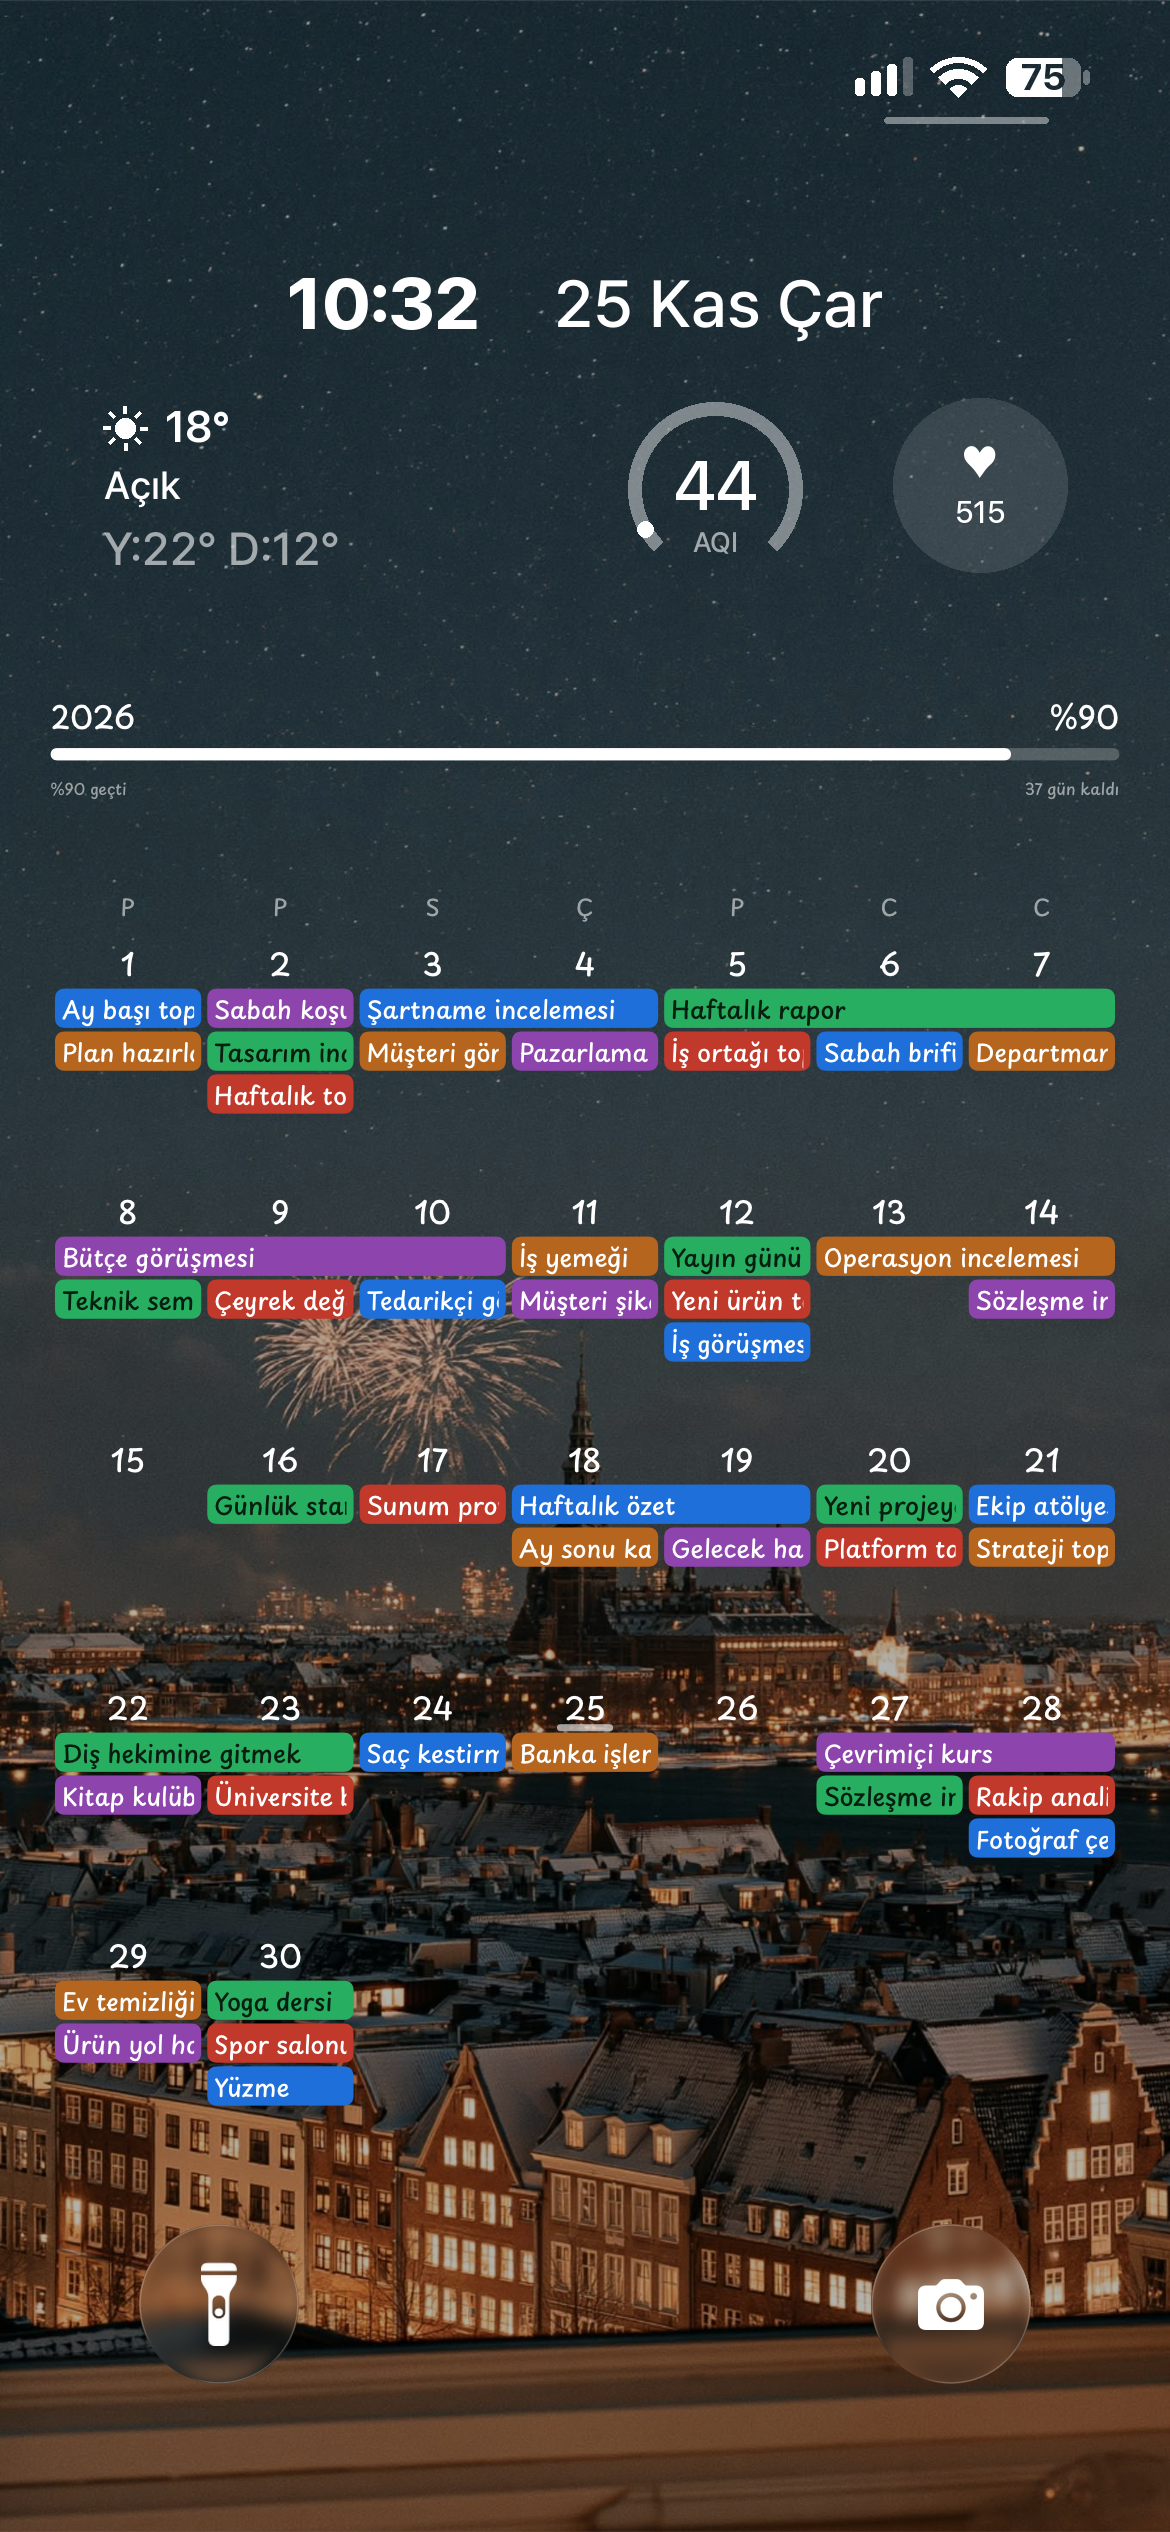 75
10:32 25 Kas Çar
18°
Açık
Y:22° D:12°
44
AQI
515
2026 %90
%90 geçti 37 gün kaldı
P P S Ç P C C
1 2 3 4 5 6 7
Ay başı top Sabah koşu Şartname incelemesi Haftalık rapor
Plan hazırl Tasarım inc Müşteri gör Pazarlama İş ortağı to Sabah brifi Departmar
Haftalık to
8 9 10 11 12 13 14
Bütçe görüşmesi İş yemeği Yayın günü Operasyon incelemesi
Teknik sem Çeyrek değ Tedarikçi g Müşteri şik Yeni ürün t Sözleşme ir
İş görüşmes
15 16 17 18 19 20 21
Günlük sta Sunum pro Haftalık özet Yeni projey Ekip atölye
Ay sonu ka Gelecek ha Platform to Strateji top
22 23 24 25 26 27 28
Diş hekimine gitmek Saç kestirm Banka işler Çevrimiçi kurs
Kitap kulüb Üniversite Sözleşme ir Rakip anali
Fotoğraf çe
29 30
Ev temizliği Yoga dersi
Ürün yol ha Spor salonu
Yüzme